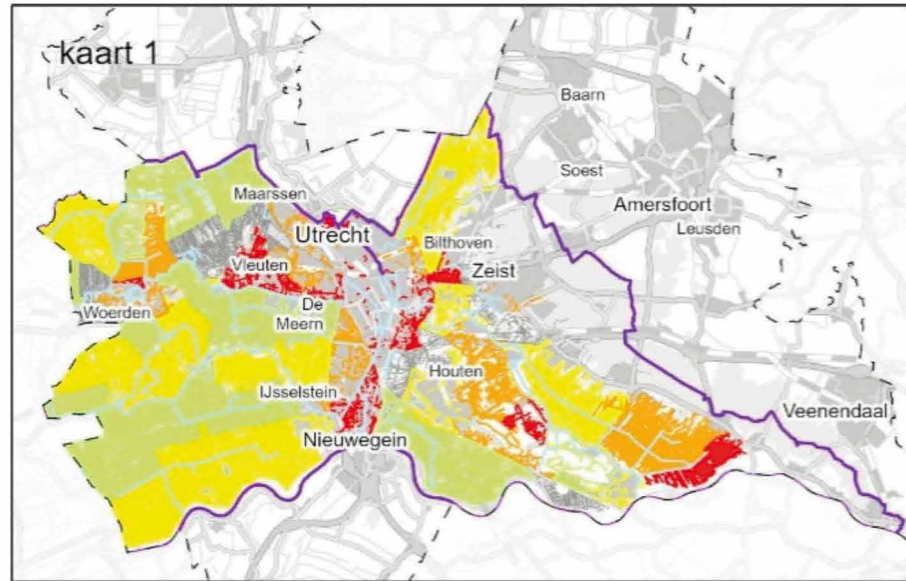 kaart 1
Baarn
Soest
Maarssen
Amersfoort
Utrecht
Bilthoven
Leusden
Vleuten
Zeist
Woerden
De
Meern
Houten
IJsselstein
Veenendaal
Nieuwegein